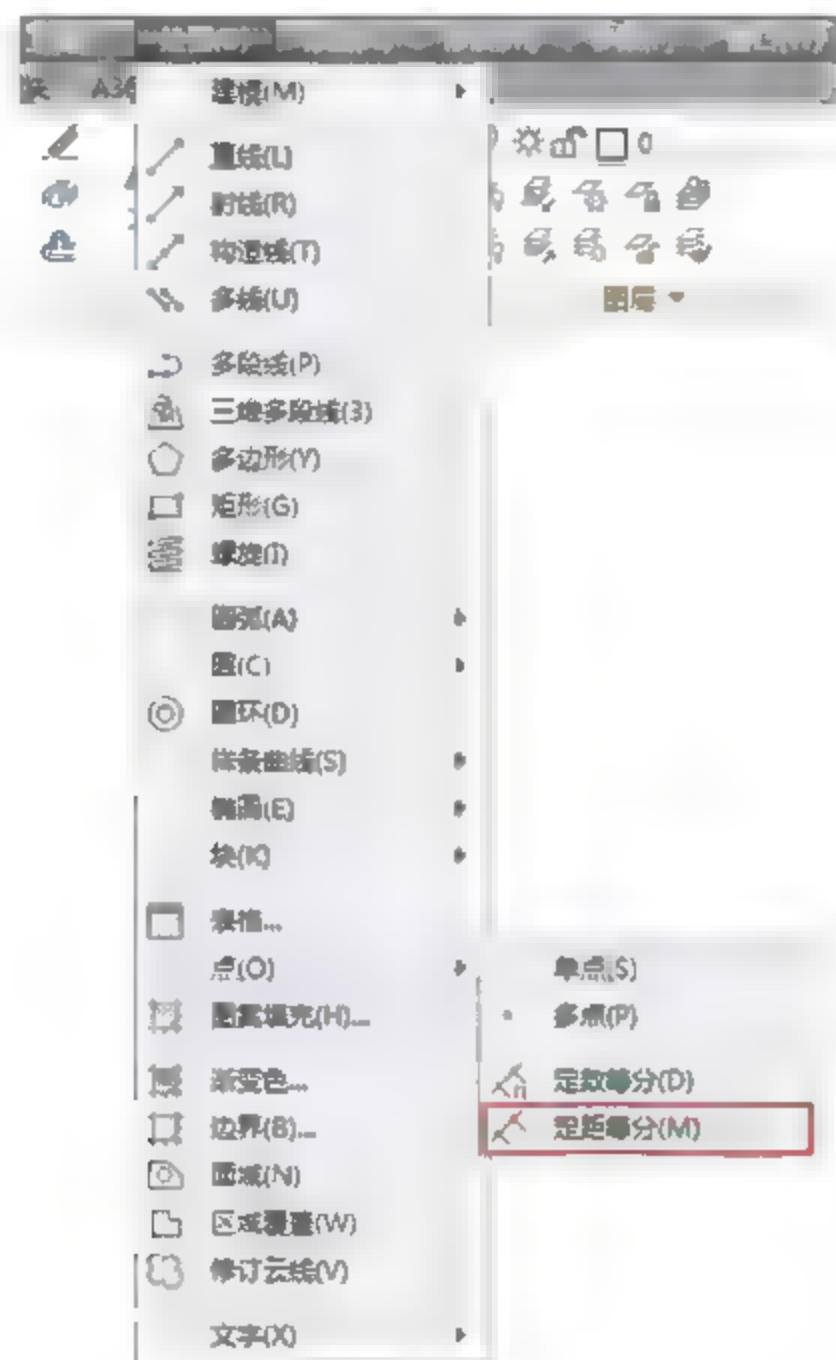 建模(M)
直线(L)
射线(R)
构造线(T)
多线(U)
图层
多段线(P)
三维多段线(3)
多边形(Y)
矩形(G)
螺旋(I)
圆弧(A)
圆(C)
圆环(D)
样条曲线(S)
椭圆(E)
块(K)
表格...
点(O)
单点(S)
多点(P)
图案填充(H)...
渐变色...
定数等分(D)
边界(B)...
定距等分(M)
面域(N)
区域覆盖(W)
修订云线(V)
文字(X)